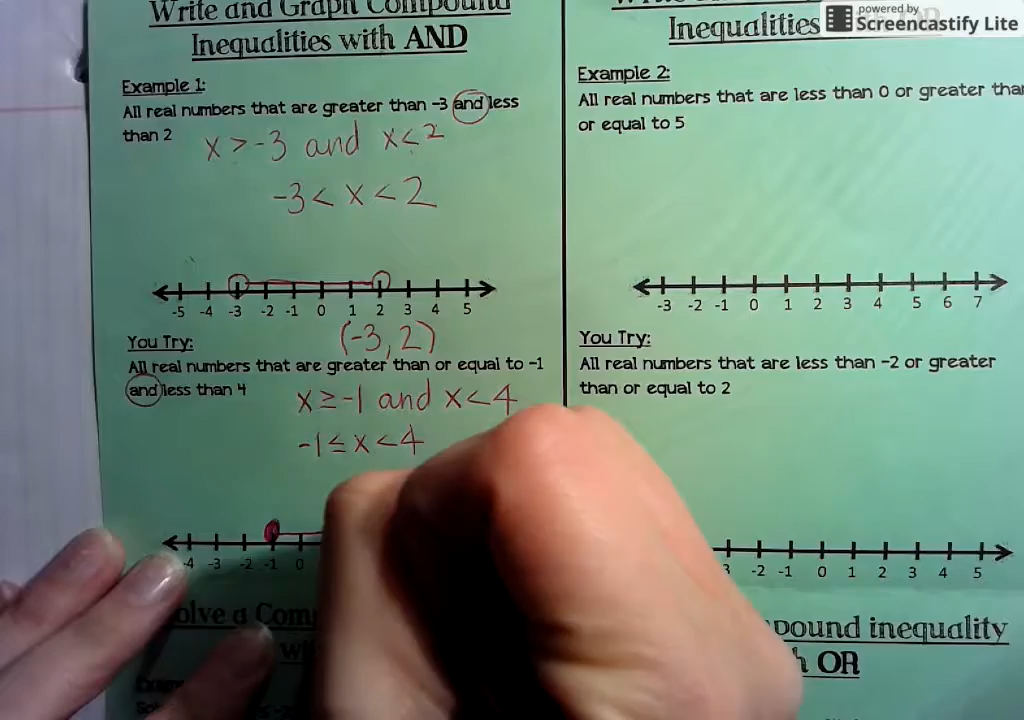 Write and Graph Compound
Inequalities with AND
Example 1:
All real numbers that are greater than -3 and less
than 2
x > -3 and x < 2
-3 < x < 2
-5 -4 -3 -2 -1 0 1 2 3 4 5
(-3, 2)
You Try:
All real numbers that are greater than or equal to -1
and less than 4
x ≥ -1 and x < 4
-1 ≤ x < 4
-4 -3 -2 -1 0
Inequalities
powered by
Screencastify Lite
Example 2:
All real numbers that are less than 0 or greater than
or equal to 5
-3 -2 -1 0 1 2 3 4 5 6 7
You Try:
All real numbers that are less than -2 or greater
than or equal to 2
-2 -1 0 1 2 3 4 5
olve a Com
pound inequality
OR